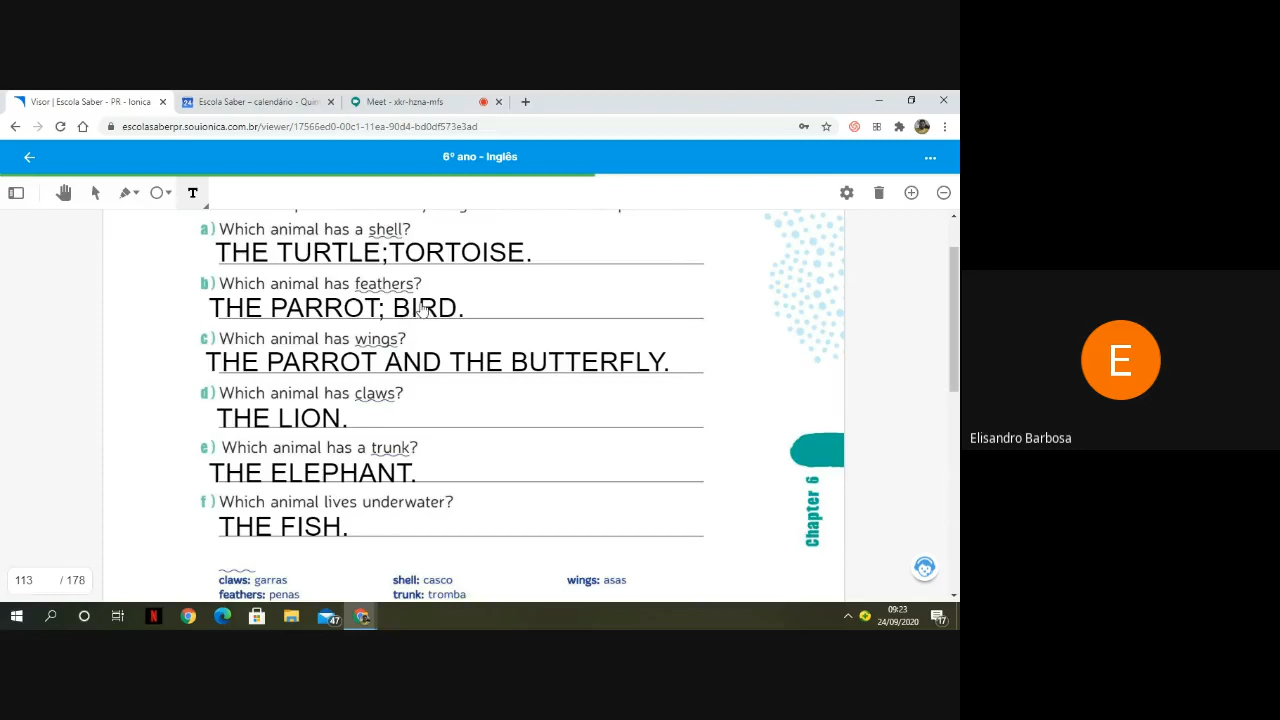 Visor | Escola Saber - PR - Ionica
Escola Saber – calendário - Quin
Meet - xkr-hzna-mfs
escolasaberpr.souionica.com.br/viewer/17566ed0-00c1-11ea-90d4-bd0df573e3ad
6º ano - Inglês
T
a) Which animal has a shell?
THE TURTLE;TORTOISE.
b) Which animal has feathers?
THE PARROT; BIRD.
c) Which animal has wings?
THE PARROT AND THE BUTTERFLY.
d) Which animal has claws?
THE LION.
e) Which animal has a trunk?
THE ELEPHANT.
f) Which animal lives underwater?
THE FISH.
Chapter 6
claws: garras shell: casco wings: asas
feathers: penas trunk: tromba
113 / 178
E
Elisandro Barbosa
24
N
47
09:23
24/09/2020
17